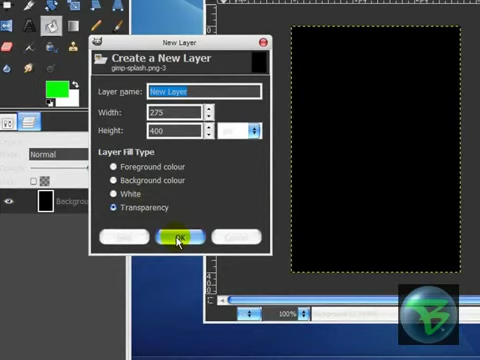 New Layer
Create a New Layer
gimp-splash.png-3
Layer name: New Layer
Width: 275
Height: 400
Layer Fill Type
Foreground colour
Background colour
White
Transparency
OK
Normal
100%